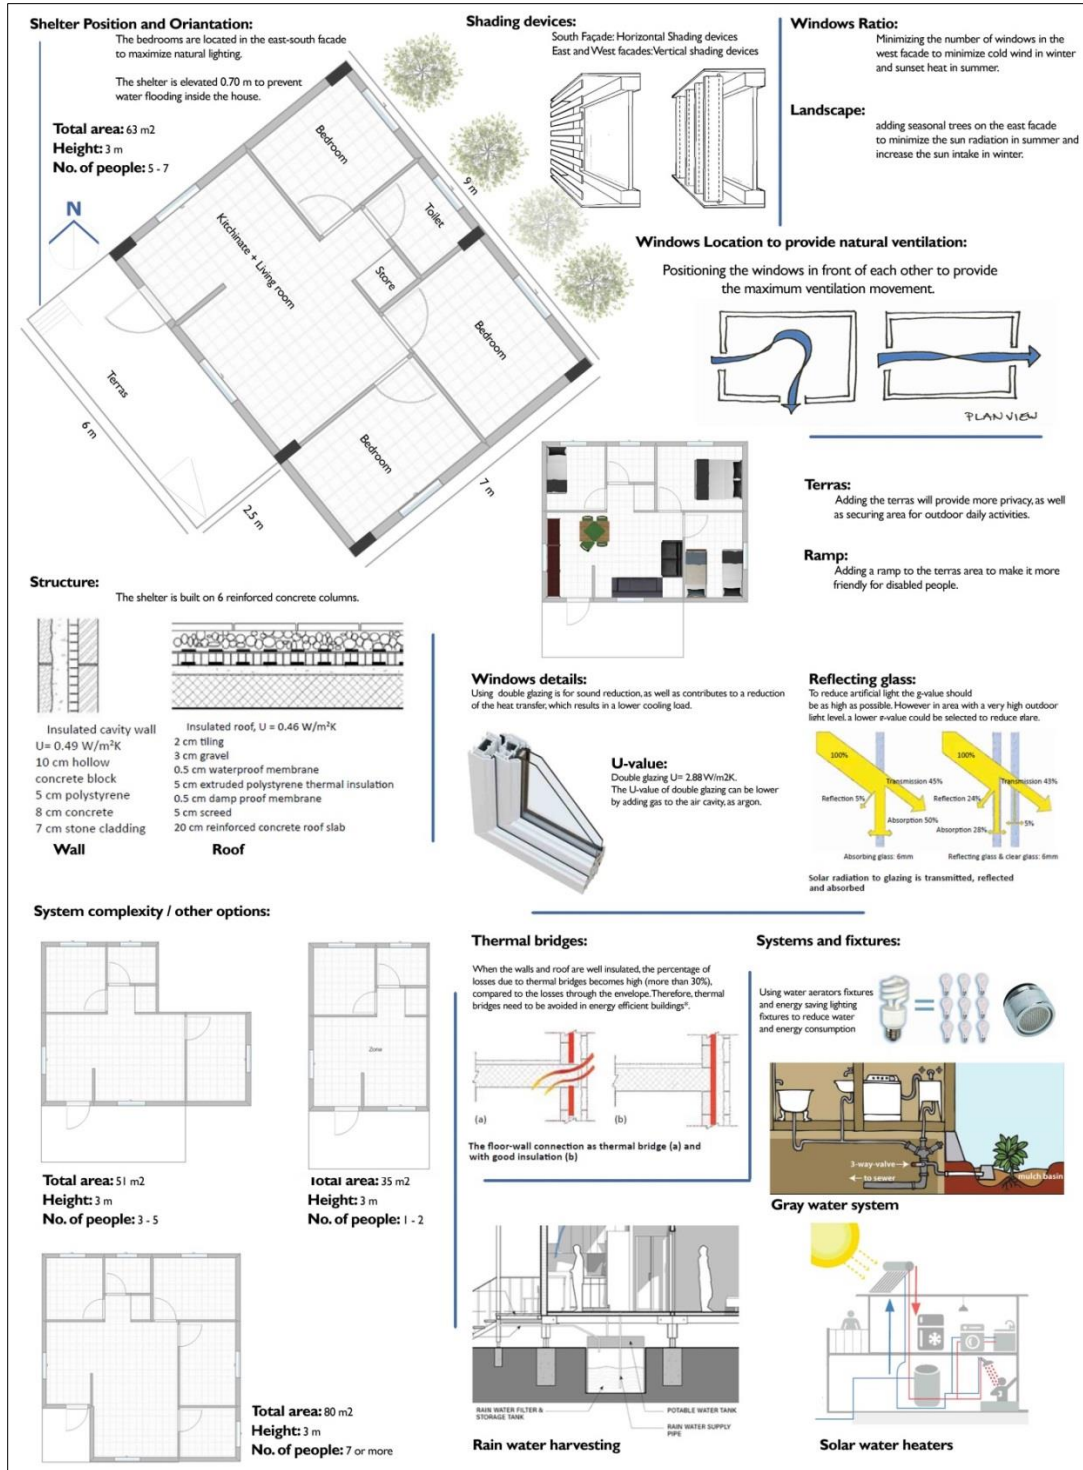 Shelter Position and Oriantation:
The bedrooms are located in the east-south facade
to maximize natural lighting.
The shelter is elevated 0.70 m to prevent
water flooding inside the house.
Total area: 63 m2
Height: 3 m
No. of people: 5 - 7
N
Bedroom
Toilet
9 m
Kitchinate + Living room
Store
Bedroom
Terras
Bedroom
6 m
2.5 m
7 m
Shading devices:
South Façade: Horizontal Shading devices
East and West facades: Vertical shading devices
Windows Ratio:
Minimizing the number of windows in the
west facade to minimize cold wind in winter
and sunset heat in summer.
Landscape:
adding seasonal trees on the east facade
to minimize the sun radiation in summer and
increase the sun intake in winter.
Windows Location to provide natural ventilation:
Positioning the windows in front of each other to provide
the maximum ventilation movement.
PLAN VIEW
Terras:
Adding the terras will provide more privacy, as well
as securing area for outdoor daily activities.
Ramp:
Adding a ramp to the terras area to make it more
friendly for disabled people.
Structure:
The shelter is built on 6 reinforced concrete columns.
Insulated cavity wall
U= 0.49 W/m²K
10 cm hollow
concrete block
5 cm polystyrene
8 cm concrete
7 cm stone cladding
Wall
Insulated roof, U = 0.46 W/m²K
2 cm tiling
3 cm gravel
0.5 cm waterproof membrane
5 cm extruded polystyrene thermal insulation
0.5 cm damp proof membrane
5 cm screed
20 cm reinforced concrete roof slab
Roof
Windows details:
Using double glazing is for sound reduction, as well as contributes to a reduction
of the heat transfer, which results in a lower cooling load.
U-value:
Double glazing U= 2.88 W/m2K.
The U-value of double glazing can be lower
by adding gas to the air cavity, as argon.
Reflecting glass:
To reduce artificial light the g-value should
be as high as possible. However in area with a very high outdoor
light level, a lower g-value could be selected to reduce glare.
100%
Transmission 45%
Reflection 5%
Absorption 50%
Absorbing glass: 6mm
100%
Transmission 43%
Reflection 24%
5%
Absorption 28%
Reflecting glass & clear glass: 6mm
Solar radiation to glazing is transmitted, reflected
and absorbed
System complexity / other options:
Total area: 51 m2
Height: 3 m
No. of people: 3 - 5
Zone
Total area: 35 m2
Height: 3 m
No. of people: 1 - 2
Total area: 80 m2
Height: 3 m
No. of people: 7 or more
Thermal bridges:
When the walls and roof are well insulated, the percentage of
losses due to thermal bridges becomes high (more than 30%),
compared to the losses through the envelope. Therefore, thermal
bridges need to be avoided in energy efficient buildings*.
(a)
(b)
The floor-wall connection as thermal bridge (a) and
with good insulation (b)
Systems and fixtures:
Using water aerators fixtures
and energy saving lighting
fixtures to reduce water
and energy consumption
3-way-valve
to sewer
mulch basin
Gray water system
RAIN WATER FILTER &
STORAGE TANK
POTABLE WATER TANK
RAIN WATER SUPPLY
PIPE
Rain water harvesting
Solar water heaters